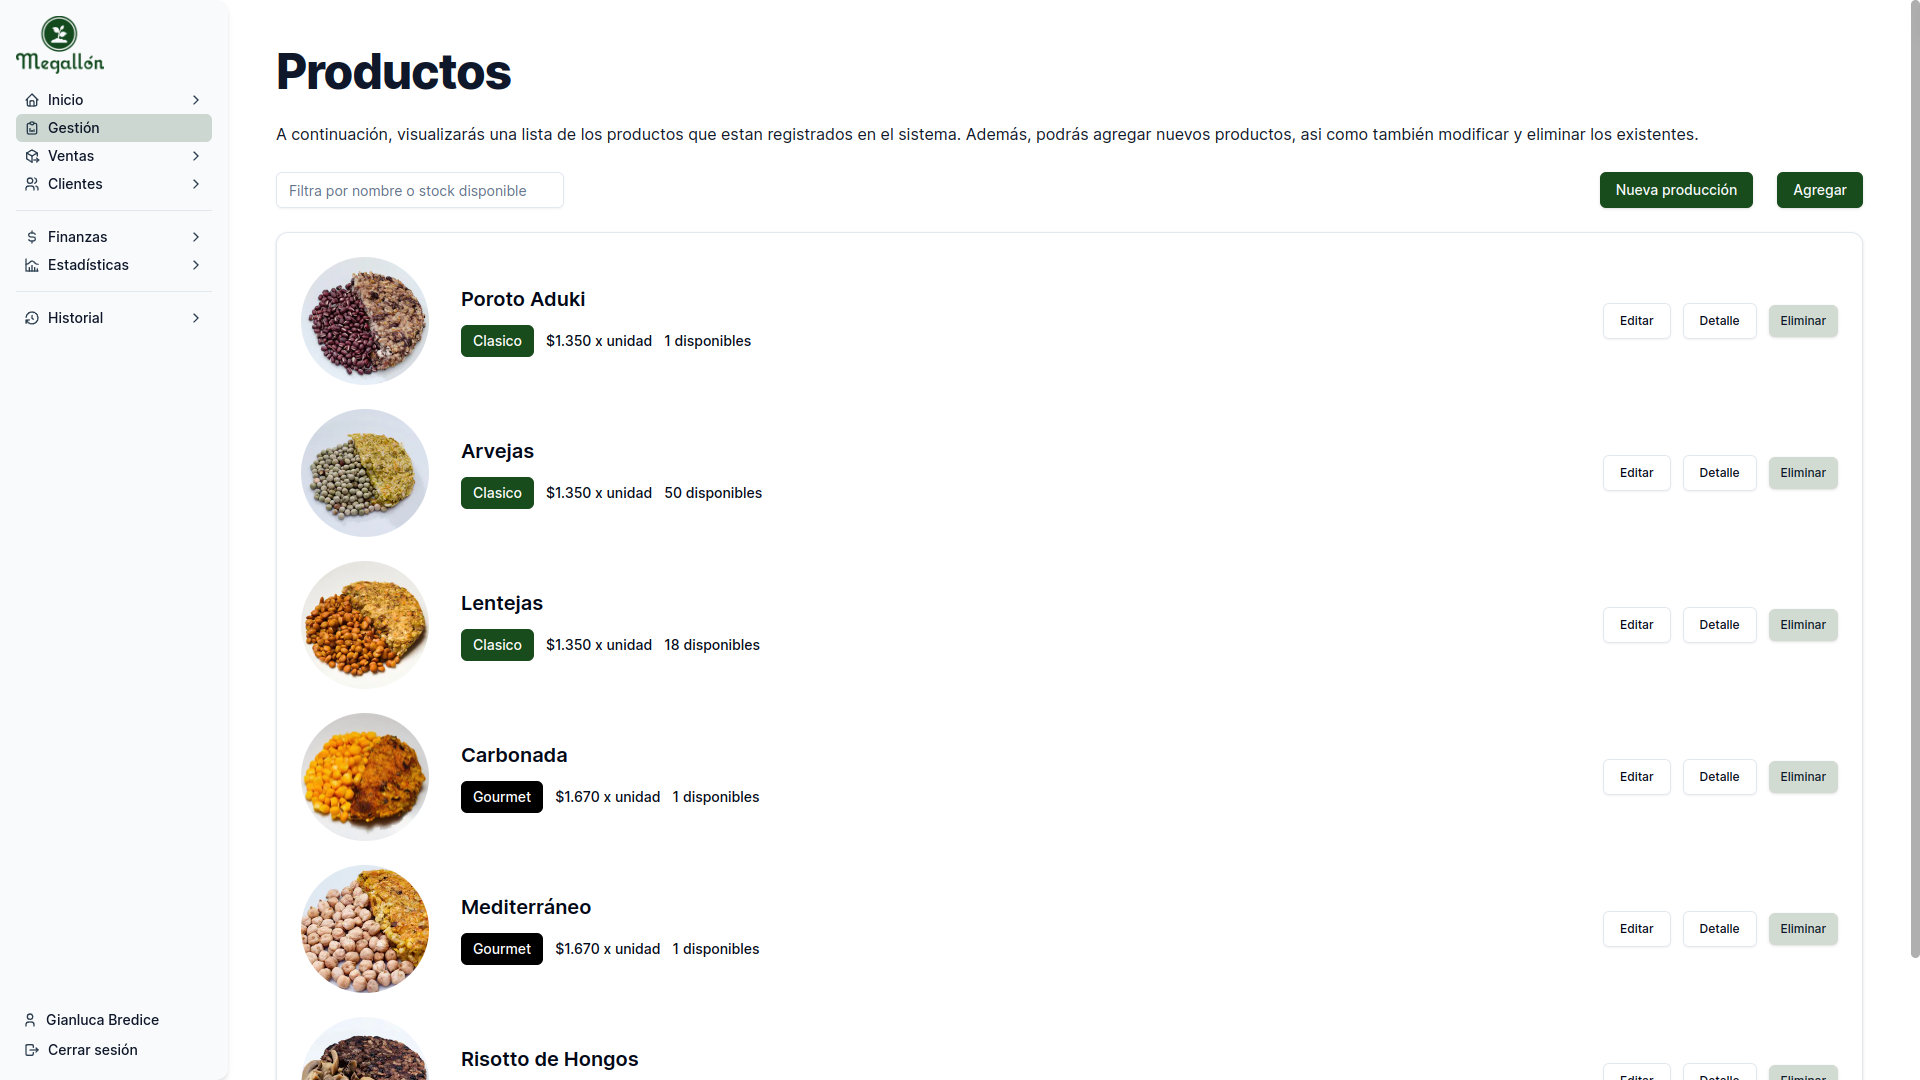 Megallón
Inicio
Gestión
Ventas
Clientes
Finanzas
Estadísticas
Historial
Gianluca Bredice
Cerrar sesión
Productos
A continuación, visualizarás una lista de los productos que estan registrados en el sistema. Además, podrás agregar nuevos productos, asi como también modificar y eliminar los existentes.
Filtra por nombre o stock disponible
Nueva producción
Agregar
Poroto Aduki
Clasico $1.350 x unidad 1 disponibles
Editar Detalle Eliminar
Arvejas
Clasico $1.350 x unidad 50 disponibles
Editar Detalle Eliminar
Lentejas
Clasico $1.350 x unidad 18 disponibles
Editar Detalle Eliminar
Carbonada
Gourmet $1.670 x unidad 1 disponibles
Editar Detalle Eliminar
Mediterráneo
Gourmet $1.670 x unidad 1 disponibles
Editar Detalle Eliminar
Risotto de Hongos
Editar Detalle Eliminar